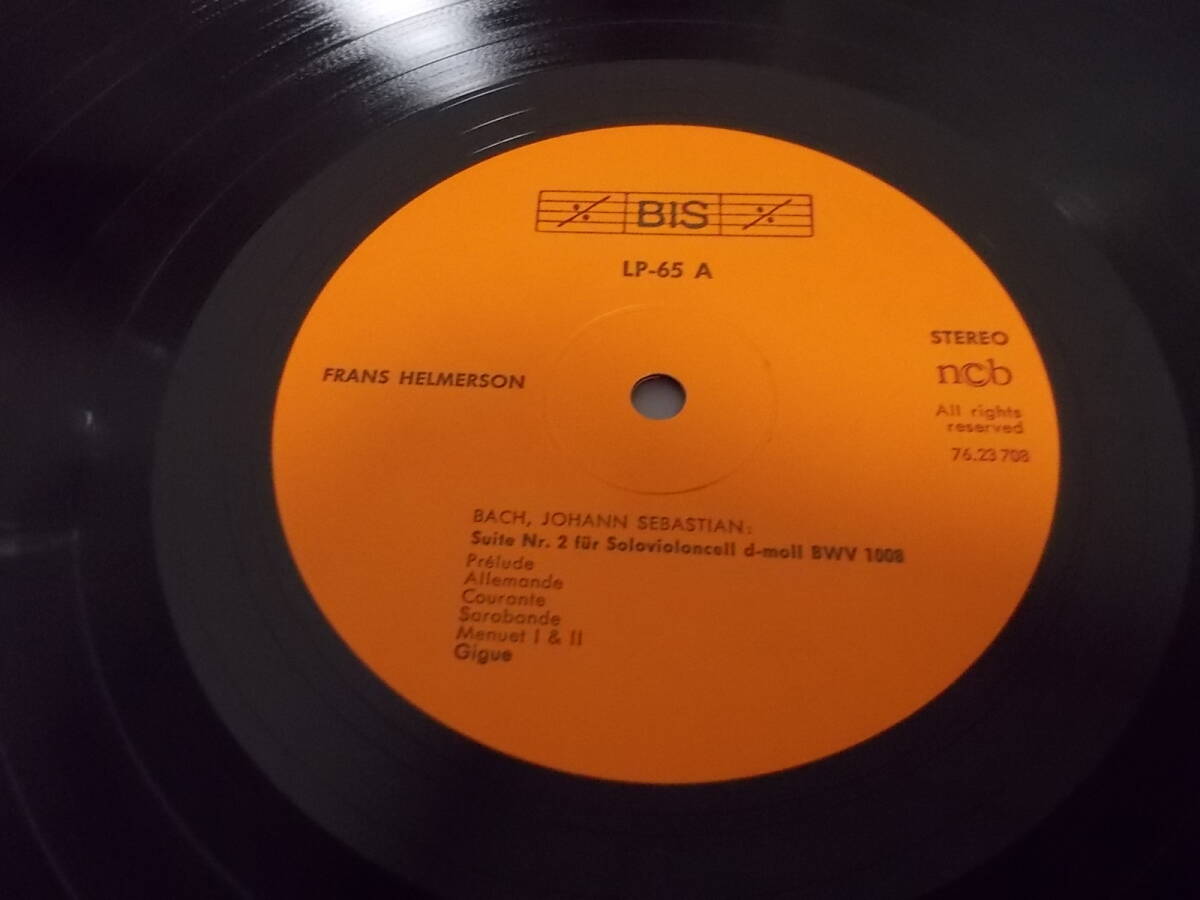 BIS
LP-65 A
STEREO
ncb
All rights
reserved
76.23 708
FRANS HELMERSON
BACH, JOHANN SEBASTIAN:
Suite Nr. 2 für Solovioloncell d-moll BWV 1008
Prélude
Allemande
Courante
Sarabande
Menuet I & II
Gigue